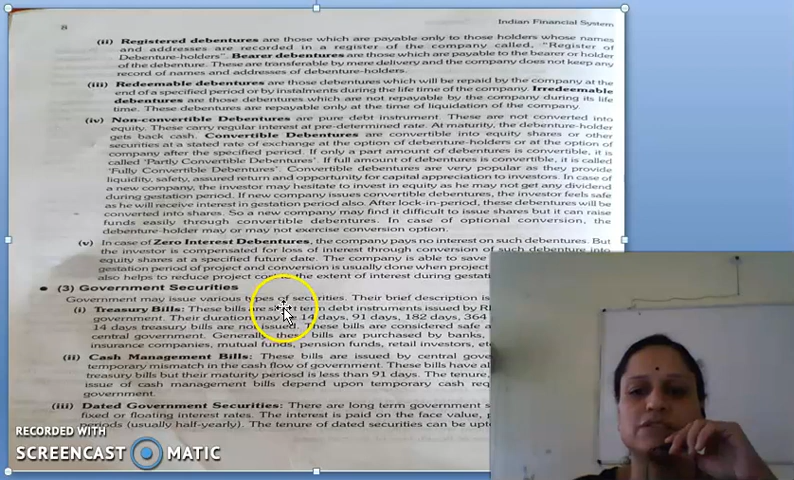 8
Indian Financial System
(ii) Registered debentures are those which are payable only to those holders whose names
and addresses are recorded in a register of the company called, "Register of
Debenture-holders". Bearer debentures are those which are payable to the bearer or holder
of the debenture. These are transferable by mere delivery and the company does not keep any
record of names and addresses of debenture-holders.
(iii) Redeemable debentures are those debentures which will be repaid by the company at the
end of a specified period or by instalments during the life time of the company. Irredeemable
debentures are those debentures which are not repayable by the company during its life
time. These debentures are repayable only at the time of liquidation of the company.
(iv) Non-convertible Debentures are pure debt instrument. These are not converted into
equity. These carry regular interest at pre-determined rate. At maturity, the debenture-holder
gets back cash. Convertible Debentures are convertible into equity shares or other
securities at a stated rate of exchange at the option of debenture-holders or at the option of
company after the specified period. If only a part amount of debentures is convertible, it is
called 'Partly Convertible Debentures'. If full amount of debentures is convertible, it is called
'Fully Convertible Debentures'. Convertible debentures are very popular as they provide
liquidity, safety, assured return and opportunity for capital appreciation to investors. In case of
a new company, the investor may hesitate to invest in equity as he may not get any dividend
during gestation period. If new company issues convertible debentures, the investor feels safe
as he will receive interest in gestation period also. After lock-in-period, these debentures will be
converted into shares. So a new company may find it difficult to issue shares but it can raise
funds easily through convertible debentures. In case of optional conversion, the
debenture-holder may or may not exercise conversion option.
(v) In case of Zero Interest Debentures, the company pays no interest on such debentures. But
the investor is compensated for loss of interest through conversion of such debenture into
equity shares at a specified future date. The company is able to save
gestation period of project and conversion is usually done when project
also helps to reduce project cost to the extent of interest during
• (3) Government Securities
Government may issue various types of securities. Their brief description is
(i) Treasury Bills: These bills are short term debt instruments issued by
Government. Their duration may be 14 days, 91 days, 182 days, 364
14 days treasury bills are not issued. These bills are considered safe
central government. Generally these bills are purchased by banks,
insurance companies, mutual funds, pension funds, retail investors,
(ii) Cash Management Bills: These bills are issued by central
temporary mismatch in the cash flow of government. These bills have
treasury bills but their maturity periosd is less than 91 days. The tenure,
issue of cash management bills depend upon temporary cash
government.
(iii) Dated Government Securities: There are long term government
fixed or floating interest rates. The interest is paid on the face value,
periods (usually half-yearly). The tenure of dated securities can be
RECORDED WITH
SCREENCAST MATIC